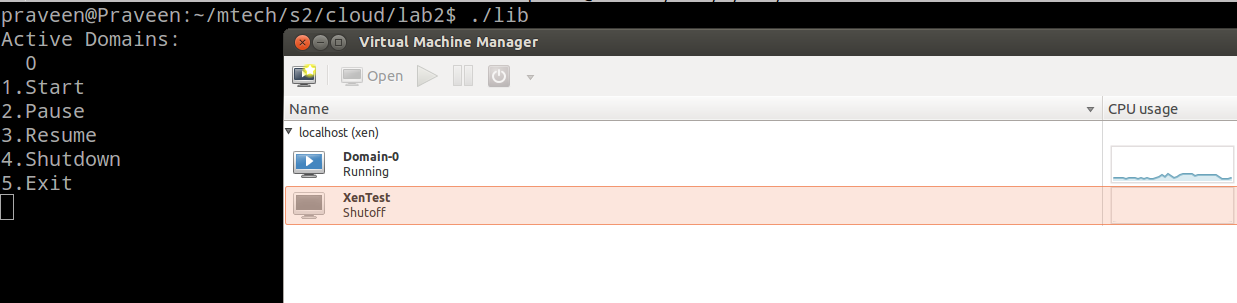 praveen@Praveen:~/mtech/s2/cloud/lab2$ ./lib
Active Domains:
0
1.Start
2.Pause
3.Resume
4.Shutdown
5.Exit
Virtual Machine Manager
Open
Name
CPU usage
localhost (xen)
Domain-0
Running
XenTest
Shutoff